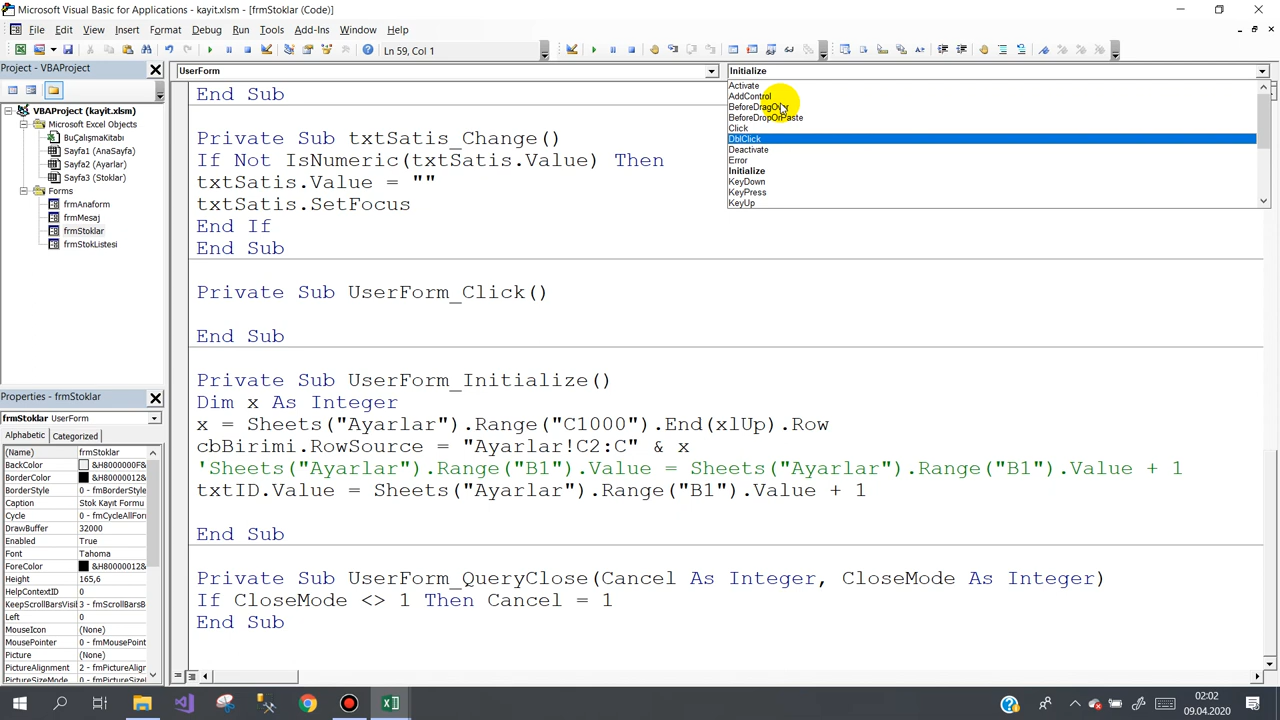 Microsoft Visual Basic for Applications - kayit.xlsm - [frmStoklar (Code)]
File Edit View Insert Format Debug Run Tools Add-Ins Window Help
Ln 59, Col 1
Project - VBAProject
VBAProject (kayit.xlsm)
Microsoft Excel Objects
BuÇalışmaKitabı
Sayfa1 (AnaSayfa)
Sayfa2 (Ayarlar)
Sayfa3 (Stoklar)
Forms
frmAnaform
frmMesaj
frmStoklar
frmStokListesi
Properties - frmStoklar
frmStoklar UserForm
Alphabetic Categorized
(Name) frmStoklar
BackColor &H8000000F&
BorderColor &H80000012&
BorderStyle 0 - fmBorderStyle
Caption Stok Kayıt Formu
Cycle 0 - fmCycleAllFor
DrawBuffer 32000
Enabled True
Font Tahoma
ForeColor &H80000012&
Height 165,6
HelpContextID 0
KeepScrollBarsVisi 3 - fmScrollBarsB
Left 0
MouseIcon (None)
MousePointer 0 - fmMousePoint
Picture (None)
PictureAlignment 2 - fmPictureAlign
UserForm
Initialize
Activate
AddControl
BeforeDragOver
BeforeDropOrPaste
Click
DblClick
Deactivate
Error
Initialize
KeyDown
KeyPress
KeyUp
End Sub
Private Sub txtSatis_Change()
If Not IsNumeric(txtSatis.Value) Then
txtSatis.Value = ""
txtSatis.SetFocus
End If
End Sub
Private Sub UserForm_Click()
End Sub
Private Sub UserForm_Initialize()
Dim x As Integer
x = Sheets("Ayarlar").Range("C1000").End(xlUp).Row
cbBirimi.RowSource = "Ayarlar!C2:C" & x
'Sheets("Ayarlar").Range("B1").Value = Sheets("Ayarlar").Range("B1").Value + 1
txtID.Value = Sheets("Ayarlar").Range("B1").Value + 1
End Sub
Private Sub UserForm_QueryClose(Cancel As Integer, CloseMode As Integer)
If CloseMode <> 1 Then Cancel = 1
End Sub
02:02
09.04.2020